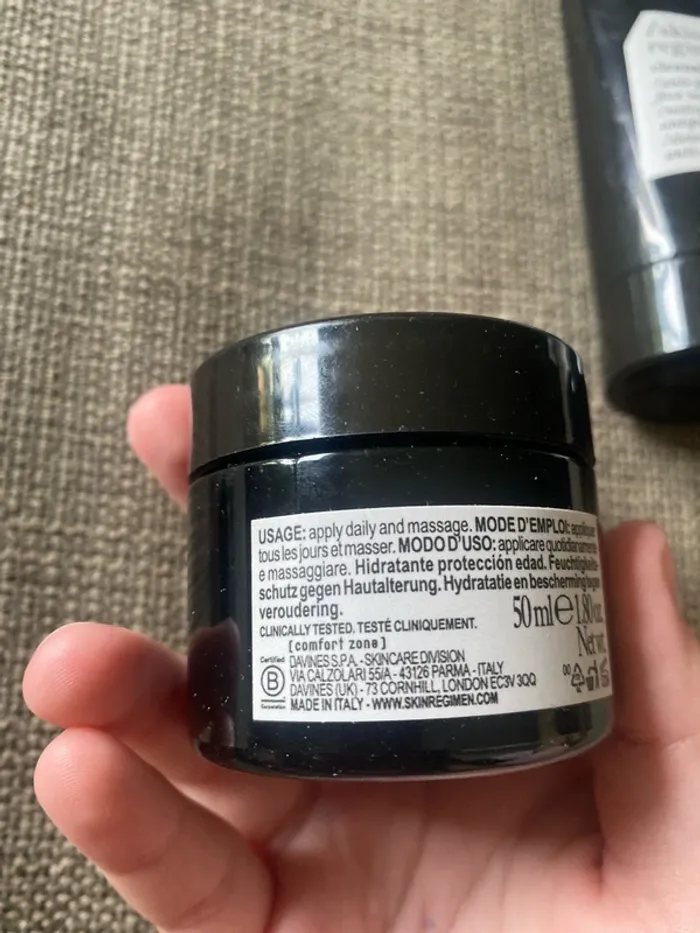 USAGE: apply daily and massage. MODE D'EMPLOI: appliquer
tous les jours et masser. MODO D'USO: applicare quotidianamente
e massaggiare. Hidratante protección edad. Feuchtigkeits-
schutz gegen Hautalterung. Hydratatie en bescherming tegen
veroudering.
50 ml e 1.80 oz.
Net wt.
CLINICALLY TESTED. TESTÉ CLINIQUEMENT.
[comfort zone]
Certified
B
Corporation
DAVINES S.P.A. - SKINCARE DIVISION
VIA CALZOLARI 55/A - 43126 PARMA - ITALY
DAVINES (UK) - 73 CORNHILL, LONDON EC3V 3QQ
MADE IN ITALY - WWW.SKINREGIMEN.COM